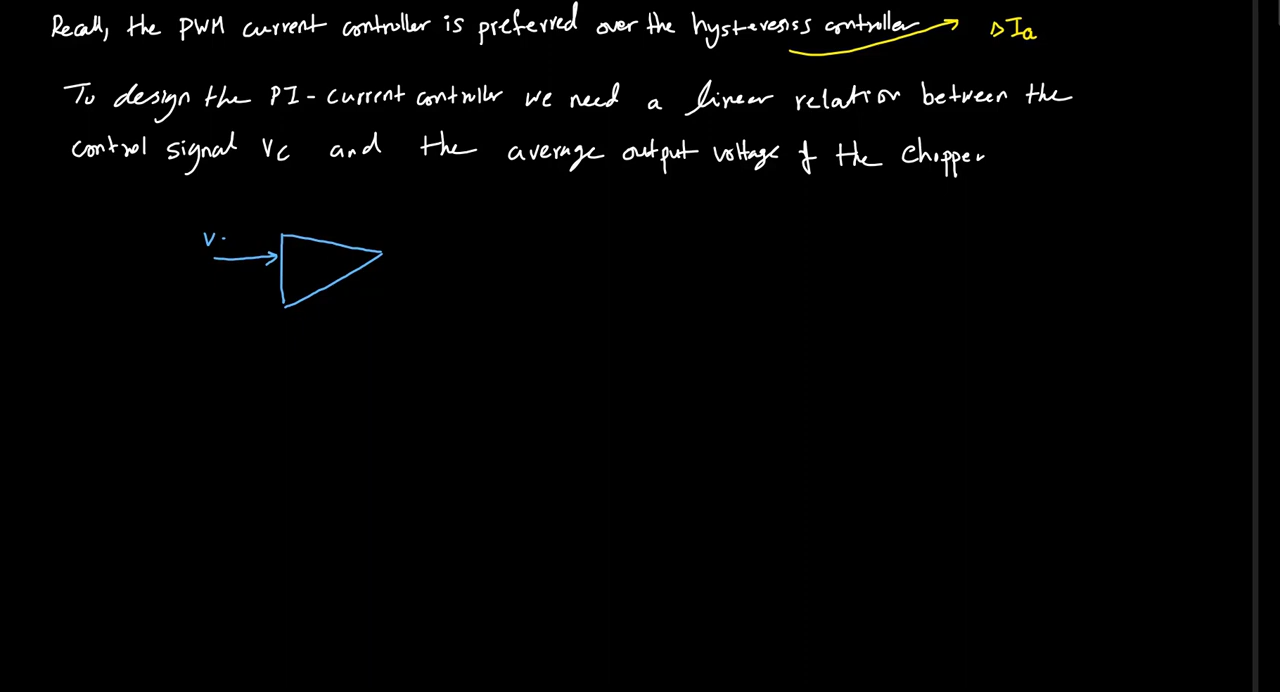 Recall, the PWM current controller is preferred over the hysteresiss controller → ΔIa
To design the PI-current controller we need a linear relation between the
control signal Vc and the average output voltage of the chopper
V.